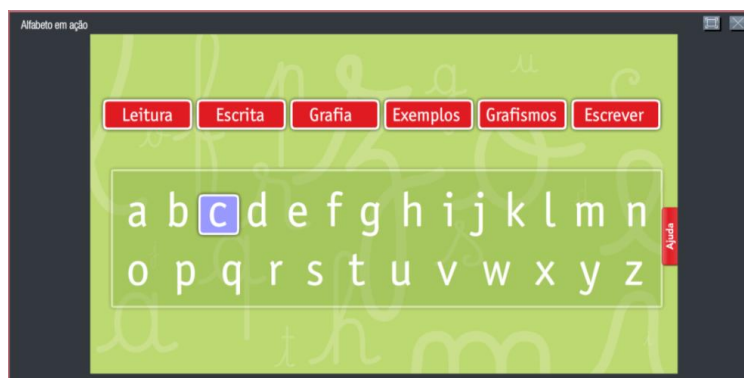 Alfabeto em ação
Leitura Escrita Grafia Exemplos Grafismos Escrever
a b c d e f g h i j k l m n
o p q r s t u v w x y z
Ajuda